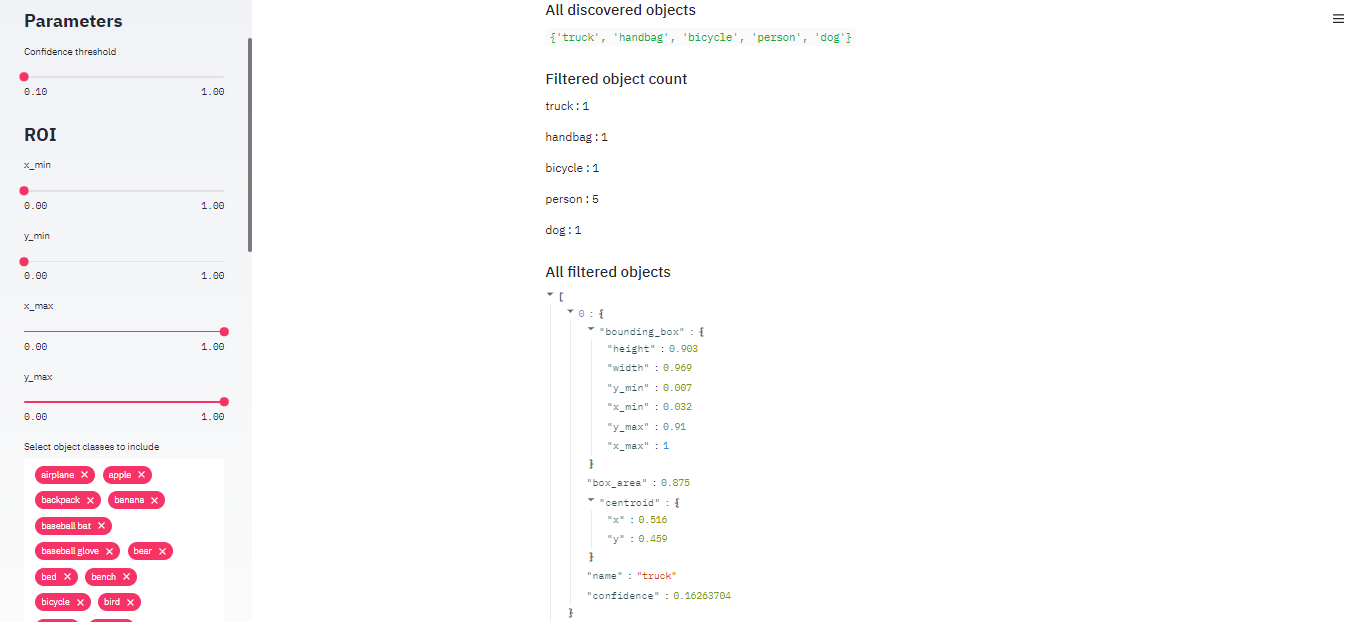 Parameters
Confidence threshold
0.10 1.00
ROI
x_min
0.00 1.00
y_min
0.00 1.00
x_max
0.00 1.00
y_max
0.00 1.00
Select object classes to include
airplane × apple ×
backpack × banana ×
baseball bat ×
baseball glove × bear ×
bed × bench ×
bicycle × bird ×
All discovered objects
{'truck', 'handbag', 'bicycle', 'person', 'dog'}
Filtered object count
truck : 1
handbag : 1
bicycle : 1
person : 5
dog : 1
All filtered objects
[
0 : {
"bounding_box" : {
"height" : 0.903
"width" : 0.969
"y_min" : 0.007
"x_min" : 0.032
"y_max" : 0.91
"x_max" : 1
}
"box_area" : 0.875
"centroid" : {
"x" : 0.516
"y" : 0.459
}
"name" : "truck"
"confidence" : 0.16263704
}